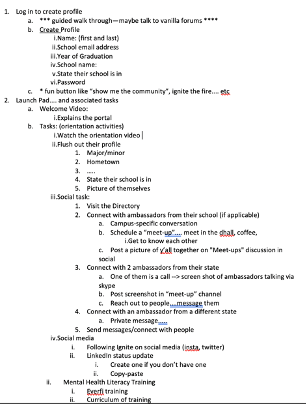 1. Log in to create profile
a. *** guided walk through—maybe talk to vanilla forums ****
b. Create Profile
i.Name: (first and last)
ii.School email address
iii.Year of Graduation
iv.School name:
v.State their school is in
vi.Password
c. * fun button like "show me the community", ignite the fire.... etc
2. Launch Pad.... and associated tasks
a. Welcome Video:
i.Explains the portal
b. Tasks: (orientation activities)
i.Watch the orientation video
ii.Flush out their profile
1. Major/minor
2. Hometown
3. .....
4. State their school is in
5. Picture of themselves
iii.Social task:
1. Visit the Directory
2. Connect with ambassadors from their school (if applicable)
a. Campus-specific conversation
b. Schedule a "meet-up".... meet in the dhall, coffee,
i.Get to know each other
c. Post a picture of y'all together on "Meet-ups" discussion in
social
3. Connect with 2 ambassadors from their state
a. One of them is a call --> screen shot of ambassadors talking via
skype
b. Post screenshot in "meet-up" channel
c. Reach out to people....message them
4. Connect with an ambassador from a different state
a. Private message.....
5. Send messages/connect with people
iv.Social media
i. Following Ignite on social media (insta, twitter)
ii. LinkedIn status update
i. Create one if you don't have one
ii. Copy-paste
ii. Mental Health Literacy Training
i. Everfi training
ii. Curriculum of training